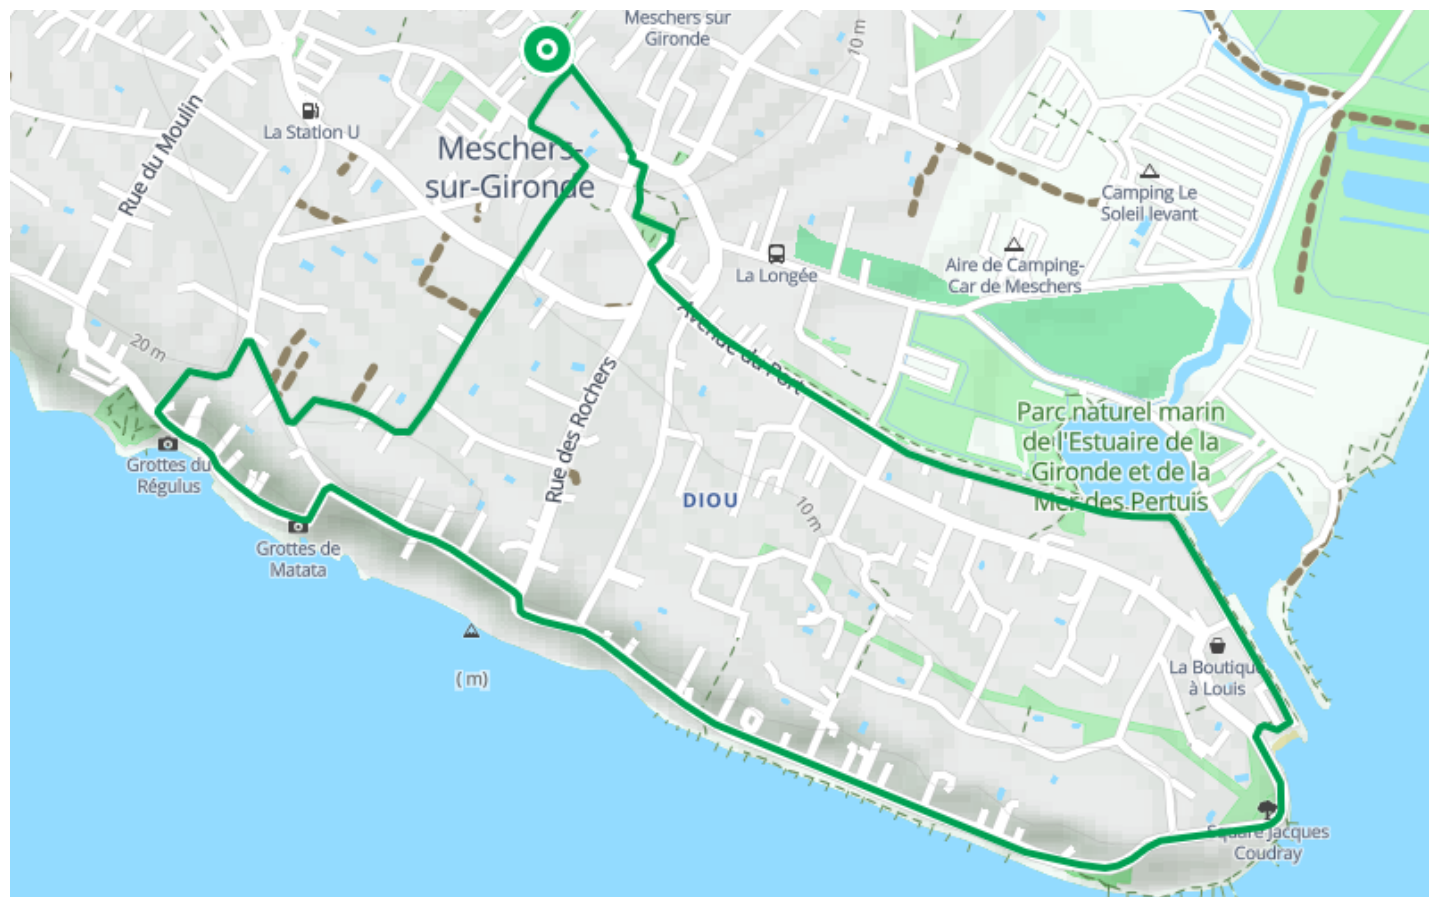 Meschers sur
Gironde
10 m
La Station U
Rue du Moulin
Meschers-
sur-Gironde
Camping Le
Soleil levant
La Longée
Aire de Camping-
Car de Meschers
20 m
Avenue du Port
Rue des Rochers
Parc naturel marin
de l'Estuaire de la
Gironde et de la
Mer des Pertuis
Grottes du
Régulus
DIOU
10 m
Grottes de
Matata
( m)
La Boutique
à Louis
Square Jacques
Coudray